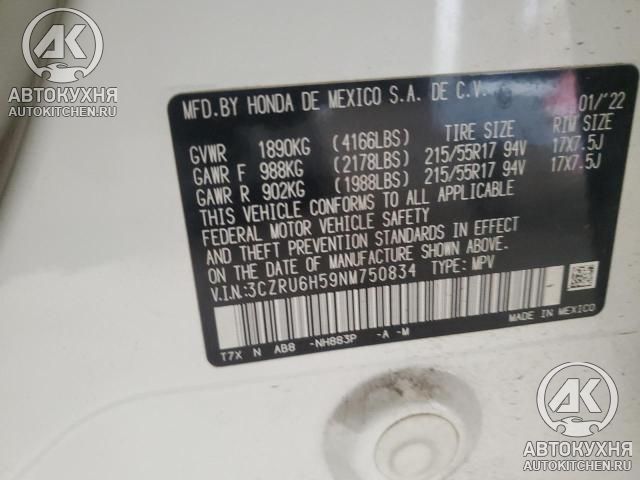 AK
АВТОКУХНЯ
AUTOKITCHEN.RU
MFD. BY HONDA DE MEXICO S.A. DE C.V. 01/'22
TIRE SIZE RIM SIZE
GVWR 1890KG (4166LBS)
GAWR F 988KG (2178LBS) 215/55R17 94V 17X7.5J
GAWR R 902KG (1988LBS) 215/55R17 94V 17X7.5J
THIS VEHICLE CONFORMS TO ALL APPLICABLE
FEDERAL MOTOR VEHICLE SAFETY
AND THEFT PREVENTION STANDARDS IN EFFECT
ON THE DATE OF MANUFACTURE SHOWN ABOVE.
V.I.N.:3CZRU6H59NM750834 TYPE: MPV
T7X N AB8 -NH883P -A -M
MADE IN MEXICO
AK
АВТОКУХНЯ
AUTOKITCHEN.RU